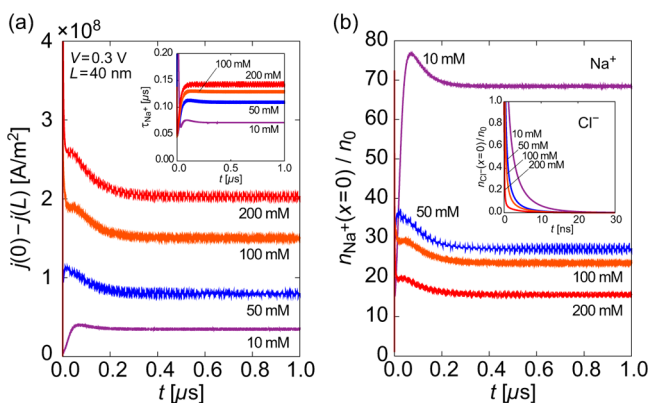 (a)
×10⁸
4
3
2
1
0
j(0)−j(L) [A/m²]
V=0.3 V
L=40 nm
0.20
0.15
0.10
0.05
0.00
τNa⁺ [µs]
100 mM
200 mM
50 mM
10 mM
0.0 0.5 1.0
t [µs]
200 mM
100 mM
50 mM
10 mM
0.0 0.2 0.4 0.6 0.8 1.0
t [µs]
(b)
80
70
60
50
40
30
20
10
0
nNa⁺(x=0) / n₀
10 mM
Na⁺
1.0
0.8
0.6
0.4
0.2
0.0
nCl⁻(x=0)/n₀
Cl⁻
10 mM
50 mM
100 mM
200 mM
0 10 20 30
t [ns]
50 mM
100 mM
200 mM
0.0 0.2 0.4 0.6 0.8 1.0
t [µs]